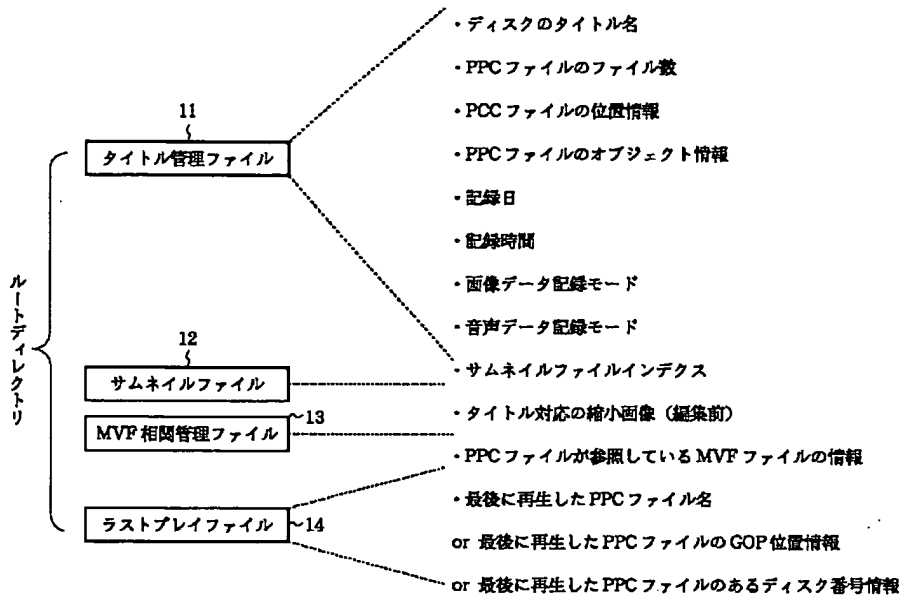 ルートディレクトリ
11
タイトル管理ファイル
12
サムネイルファイル
13
MVF相関管理ファイル
ラストプレイファイル
14
・ディスクのタイトル名
・PPCファイルのファイル数
・PCCファイルの位置情報
・PPCファイルのオブジェクト情報
・記録日
・記録時間
・画像データ記録モード
・音声データ記録モード
・サムネイルファイルインデクス
・タイトル対応の縮小画像（編集前）
・PPCファイルが参照しているMVFファイルの情報
・最後に再生したPPCファイル名
or 最後に再生したPPCファイルのGOP位置情報
or 最後に再生したPPCファイルのあるディスク番号情報